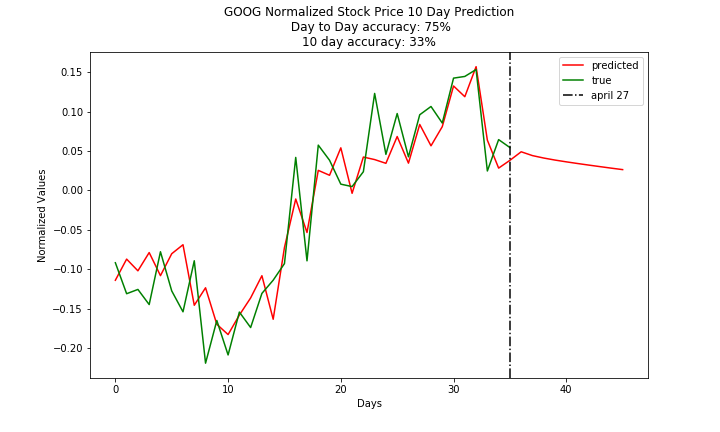 GOOG Normalized Stock Price 10 Day Prediction
Day to Day accuracy: 75%
10 day accuracy: 33%
predicted
true
april 27
Normalized Values
0.15
0.10
0.05
0.00
−0.05
−0.10
−0.15
−0.20
0 10 20 30 40
Days